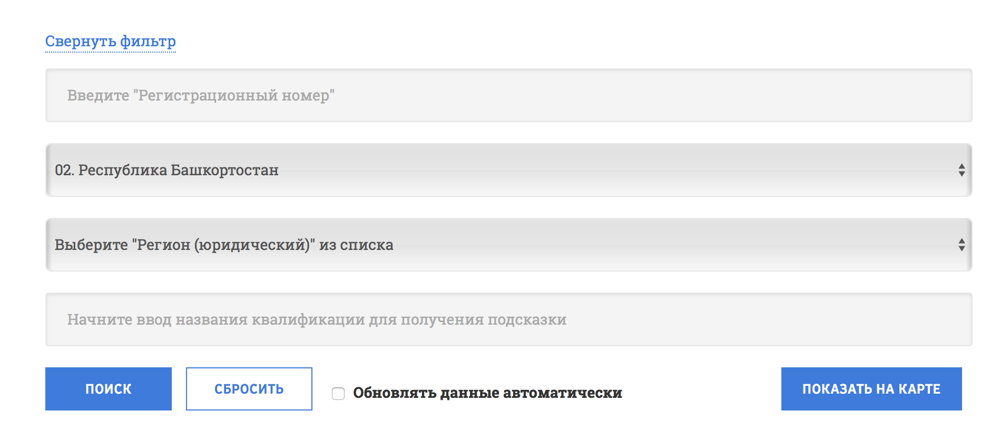 Свернуть фильтр
Введите "Регистрационный номер"
02. Республика Башкортостан
Выберите "Регион (юридический)" из списка
Начните ввод названия квалификации для получения подсказки
ПОИСК
СБРОСИТЬ
Обновлять данные автоматически
ПОКАЗАТЬ НА КАРТЕ